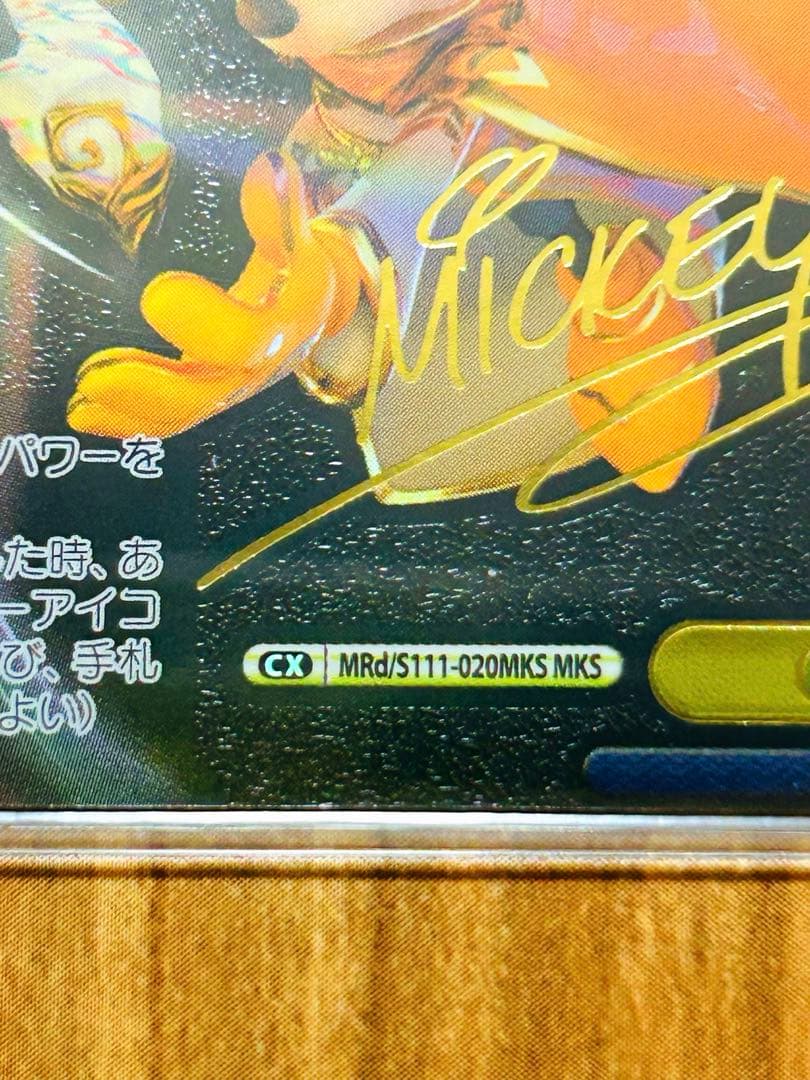 MICKEY
パワーを
た時、あ
ーアイコ
び、手札
よい)
CX MRd/S111-020MKS MKS